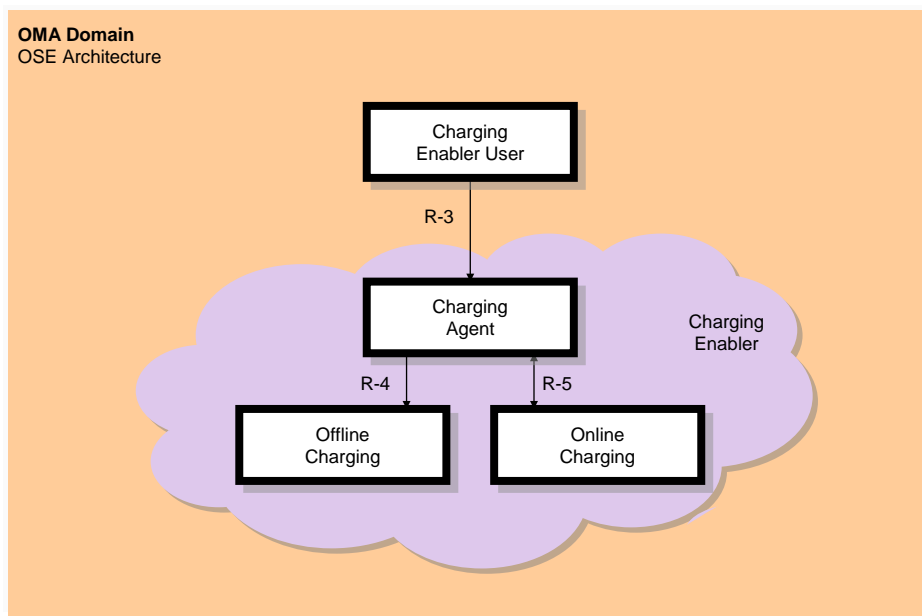 OMA Domain
OSE Architecture
Charging
Enabler User
R-3
Charging
Agent
Charging
Enabler
R-4
R-5
Offline
Charging
Online
Charging